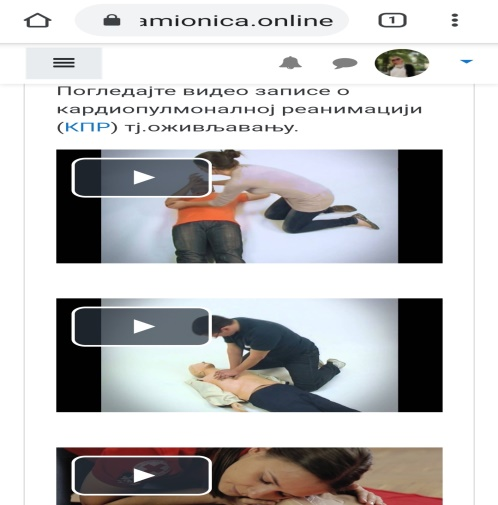 amionica.online
1
Погледајте видео записе о
кардиопулмоналној реанимацији
(КПР) тј.оживљавању.